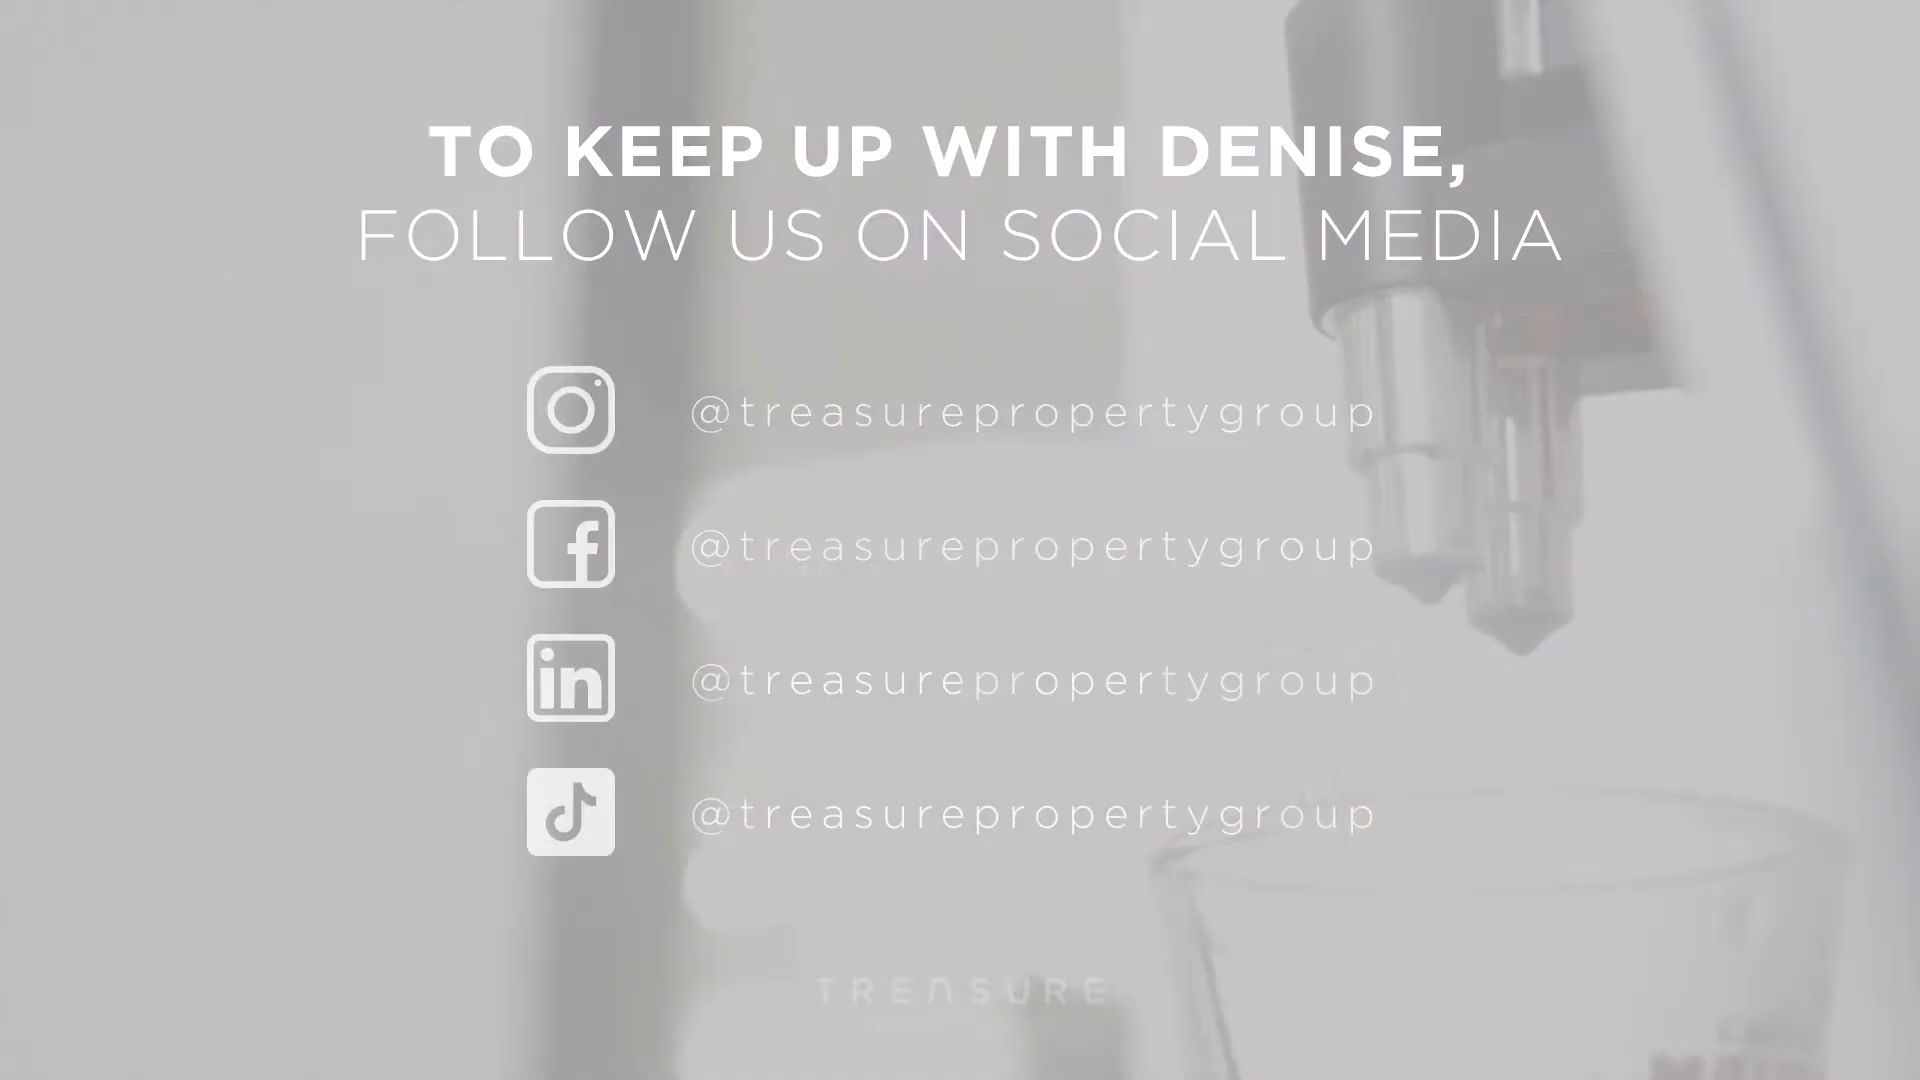 TO KEEP UP WITH DENISE,
FOLLOW US ON SOCIAL MEDIA
@treasurepropertygroup
@treasurepropertygroup
@treasurepropertygroup
@treasurepropertygroup
TREASURE